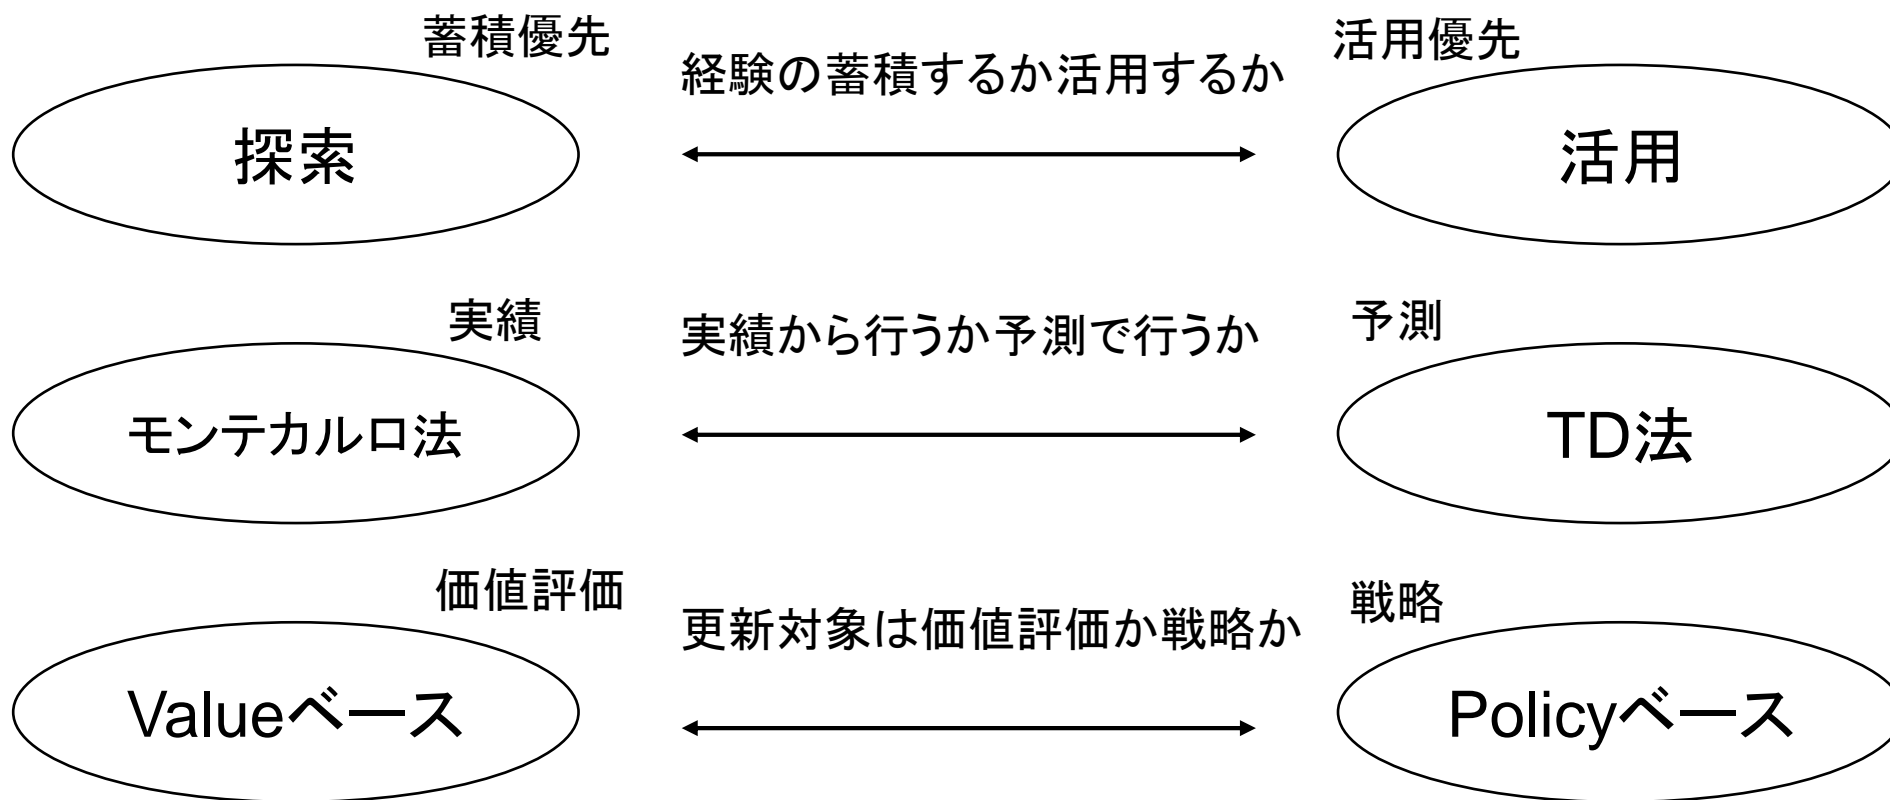 蓄積優先
経験の蓄積するか活用するか
活用優先
探索
活用
実績
実績から行うか予測で行うか
予測
モンテカルロ法
TD法
価値評価
更新対象は価値評価か戦略か
戦略
Valueベース
Policyベース